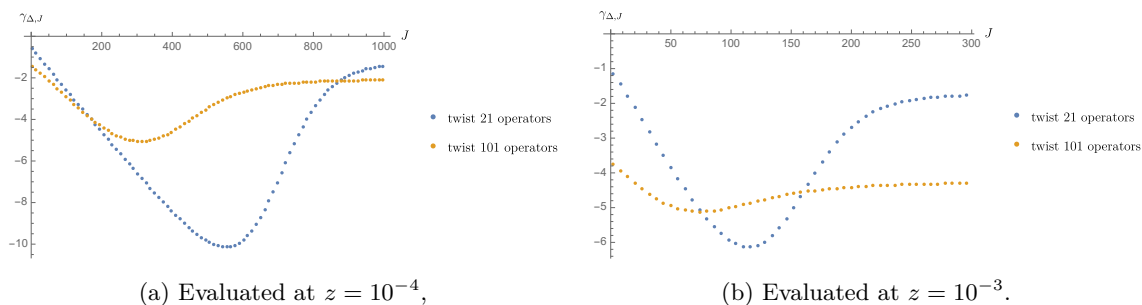 γΔ,J
200 400 600 800 1000 J
−2
−4
−6
−8
−10
twist 21 operators
twist 101 operators
(a) Evaluated at z = 10⁻⁴,
γΔ,J
50 100 150 200 250 300 J
−1
−2
−3
−4
−5
−6
twist 21 operators
twist 101 operators
(b) Evaluated at z = 10⁻³.